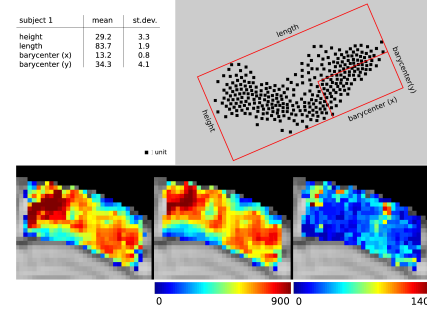 subject 1 mean st.dev.
height 29.2 3.3
length 83.7 1.9
barycenter (x) 13.2 0.8
barycenter (y) 34.3 4.1
: unit
length
barycenter(y)
height
barycenter (x)
0 900 0 140